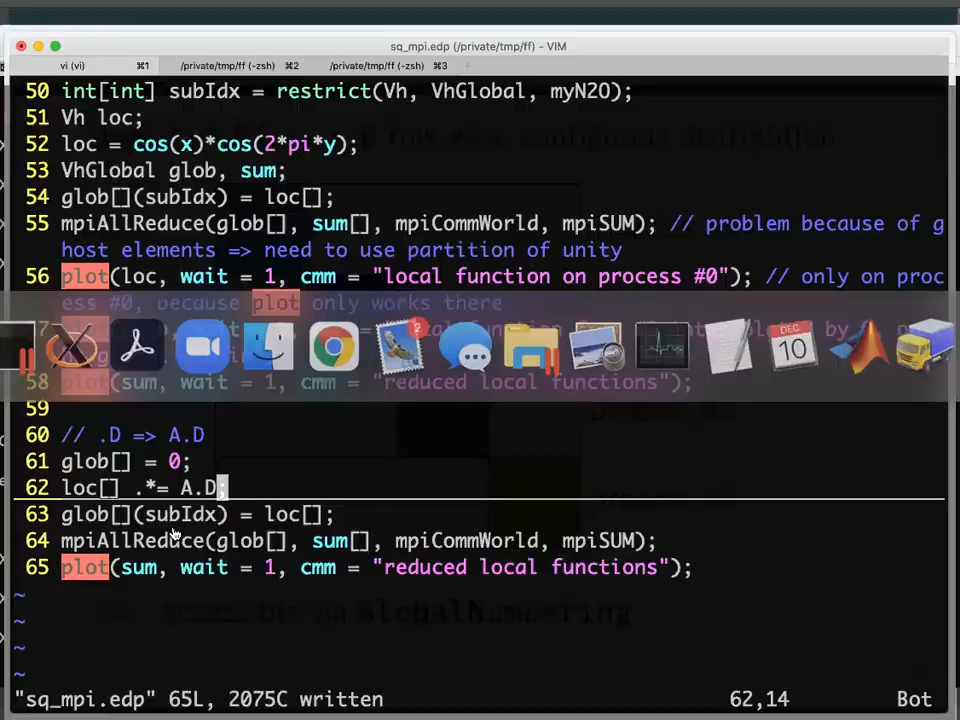 sq_mpi.edp (/private/tmp/ff) - VIM
vi (vi) ⌘1 /private/tmp/ff (-zsh) ⌘2 /private/tmp/ff (-zsh) ⌘3
50 int[int] subIdx = restrict(Vh, VhGlobal, myN2O);
51 Vh loc;
52 loc = cos(x)*cos(2*pi*y);
53 VhGlobal glob, sum;
54 glob[](subIdx) = loc[];
55 mpiAllReduce(glob[], sum[], mpiCommWorld, mpiSUM); // problem because of g
host elements => need to use partition of unity
56 plot(loc, wait = 1, cmm = "local function on process #0"); // only on proc
ess #0, because plot only works there
2
DEC
10
58 plot(sum, wait = 1, cmm = "reduced local functions");
59
60 // .D => A.D
61 glob[] = 0;
62 loc[] .*= A.D;
63 glob[](subIdx) = loc[];
64 mpiAllReduce(glob[], sum[], mpiCommWorld, mpiSUM);
65 plot(sum, wait = 1, cmm = "reduced local functions");
~
~
~
~
GlobalNumbering
"sq_mpi.edp" 65L, 2075C written 62,14 Bot